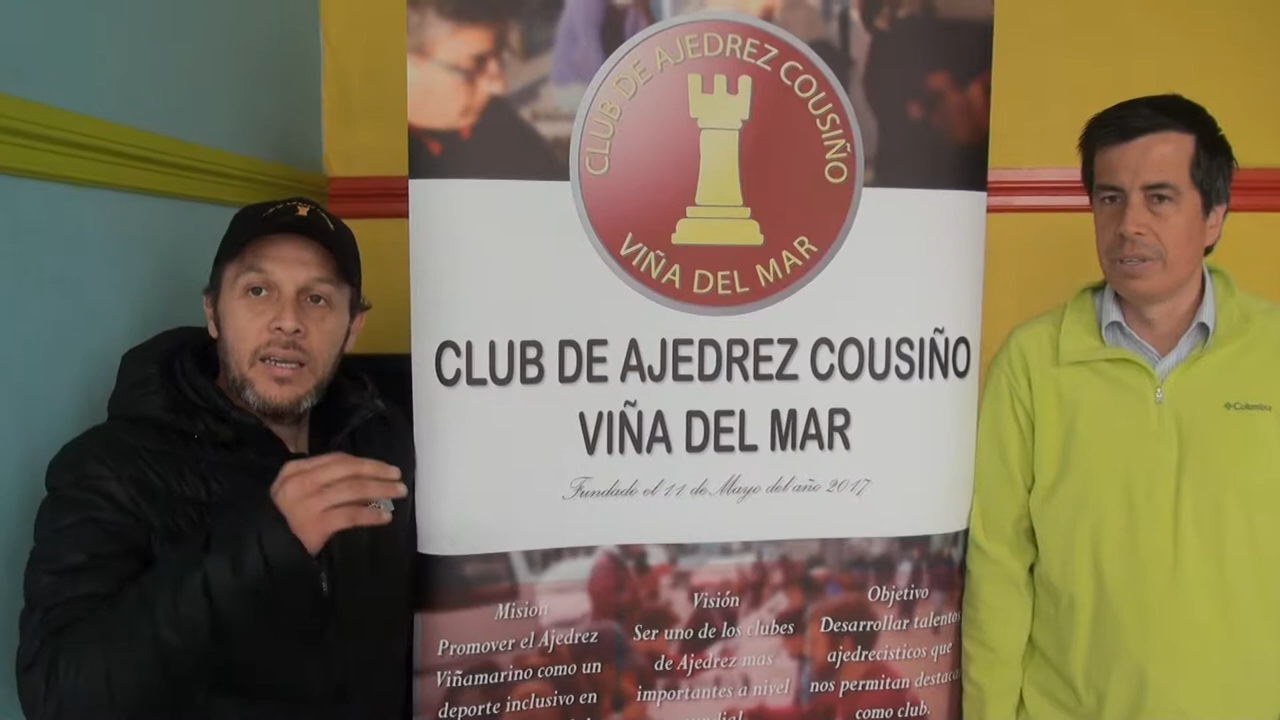 CLUB DE AJEDREZ COUSIÑO
VIÑA DEL MAR
CLUB DE AJEDREZ COUSIÑO
VIÑA DEL MAR
Fundado el 11 de Mayo del año 2017
Mision
Promover el Ajedrez
Viñamarino como un
deporte inclusivo en
Visión
Ser uno de los clubes
de Ajedrez mas
importantes a nivel
mundial.
Objetivo
Desarrollar talentos
ajedrecisticos que
nos permitan
como club.
Columbia